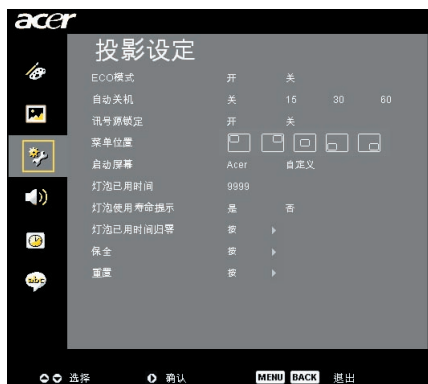 acer
投影设定
ECO模式 开 关
自动关机 关 15 30 60
讯号源锁定 开 关
菜单位置
启动屏幕 Acer 自定义
灯泡已用时间 9999
灯泡使用寿命提示 是 否
灯泡已用时间归零 按
保全 按
重置 按
abc
选择 确认 MENU BACK 退出